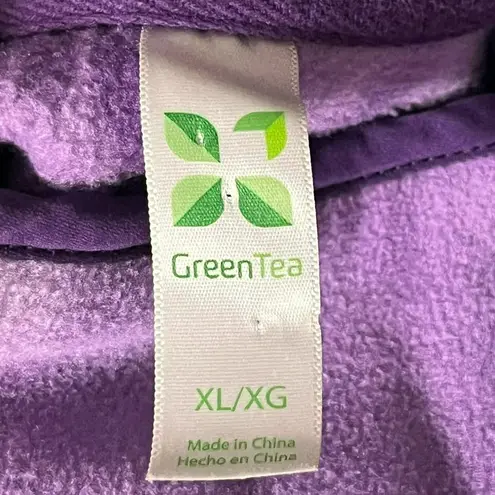 GreenTea
XL/XG
Made in China
Hecho en China